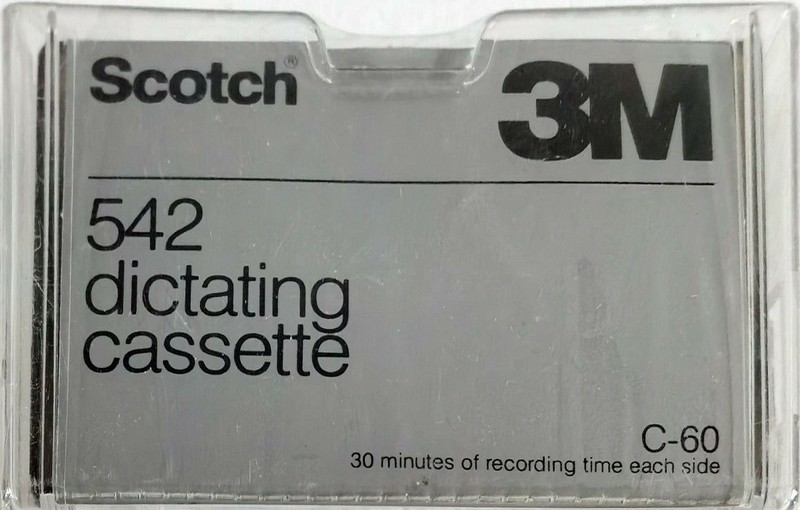 Scotch®
3M
542
dictating
cassette
C-60
30 minutes of recording time each side